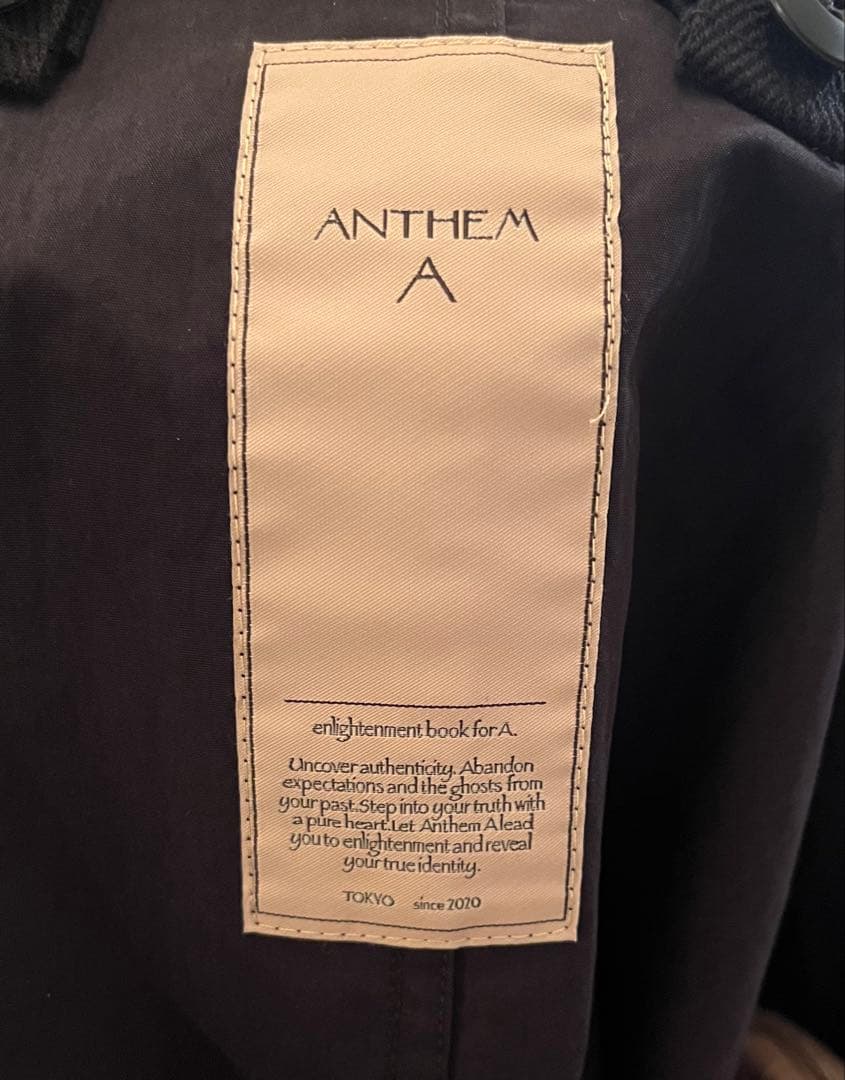 ANTHEM
A
enlightenment book for A.
Uncover authenticity. Abandon
expectations and the ghosts from
your past. Step into your truth with
a pure heart. Let Anthem A lead
you to enlightenment and reveal
your true identity.
TOKYO since 2020